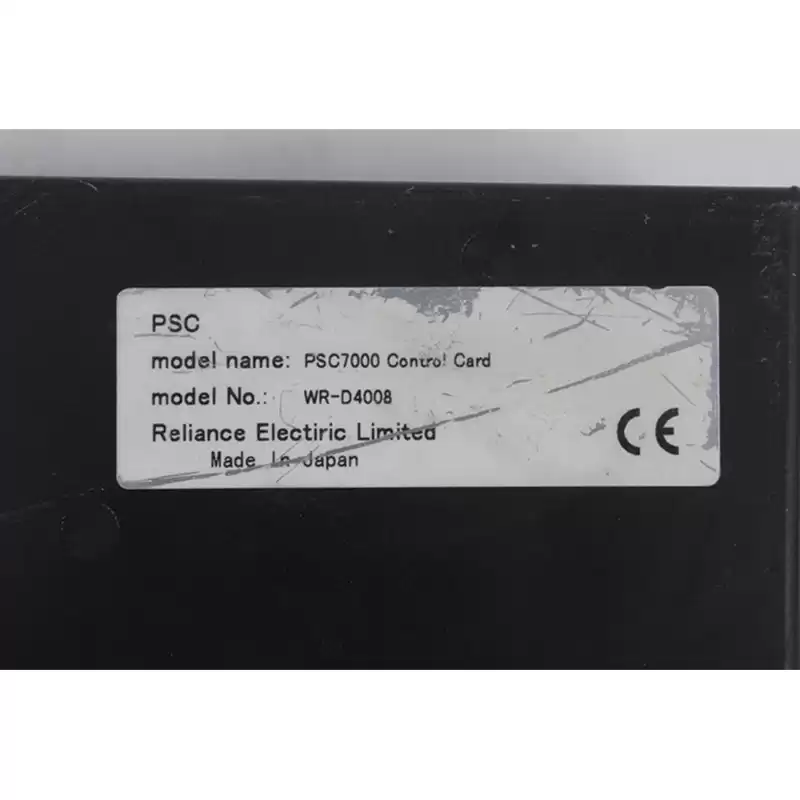 PSC
model name: PSC7000 Control Card
model No.: WR-D4008
Reliance Electiric Limited
Made In Japan
CE